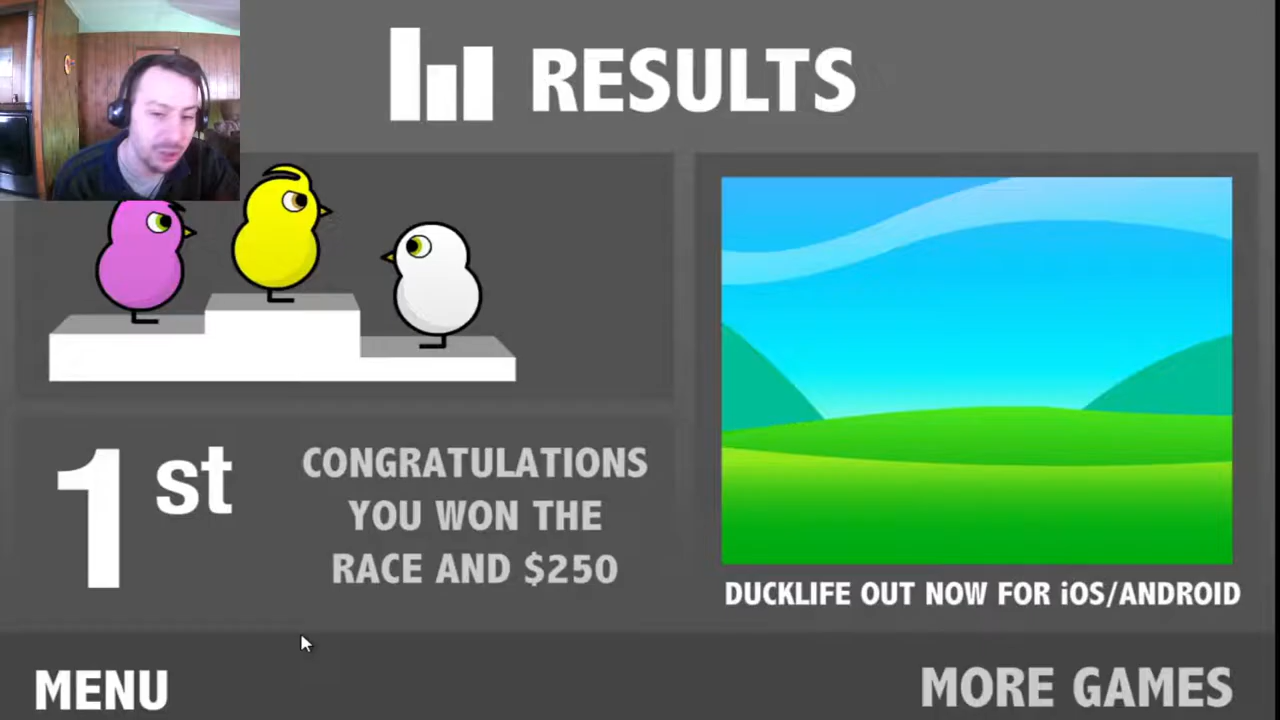 RESULTS
1st
CONGRATULATIONS
YOU WON THE
RACE AND $250
DUCKLIFE OUT NOW FOR iOS/ANDROID
MENU
MORE GAMES